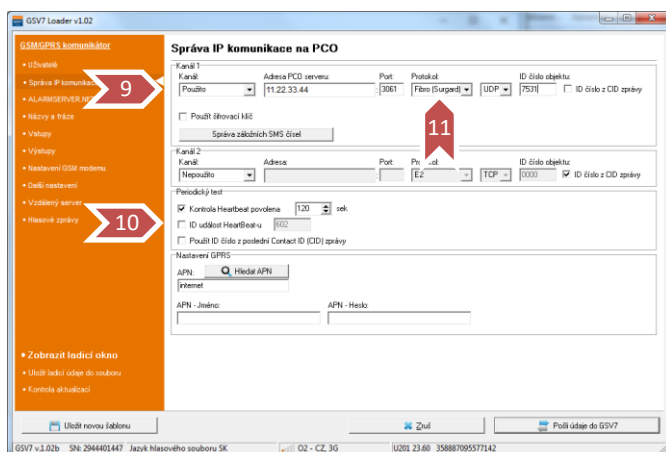 GSV7 Loader v1.02
GSM/GPRS komunikátor
• Uživatelé
• Správa IP komunikac
• ALARMSERVER.NE
• Názvy a fráze
• Vstupy
• Výstupy
• Nastavení GSM modemu
• Další nastavení
• Vzdálený server
• Hlasové zprávy
• Zobrazit ladicí okno
• Uložit ladicí údaje do souboru
• Kontrola aktualizací
9
10
11
Správa IP komunikace na PCO
Kanál 1
Kanál: Adresa PCO serveru: Port: Protokol: ID číslo objektu:
Použito 11.22.33.44 : 3061 Fibro (Surgard) UDP 7531 ID číslo z CID zprávy
Použít šifrovací klíč
Správa záložních SMS čísel
Kanál 2
Kanál: Adresa: Port: Pro okol: ID číslo objektu:
Nepoužito : E2 TCP 0000 ID číslo z CID zprávy
Periodický test
Kontrola Heartbeat povolena 120 sek
ID událost HeartBeat-u 602
Použít ID číslo z poslední Contact ID (CID) zprávy
Nastavení GPRS
APN: Hledat APN
internet
APN - Jméno: APN - Heslo:
Uložit novou šablonu Zruš Pošli údaje do GSV7
GSV7 v.1.02b SN: 2944401447 Jazyk hlasového souboru SK O2 - CZ, 3G U201 23.60 358887095577142